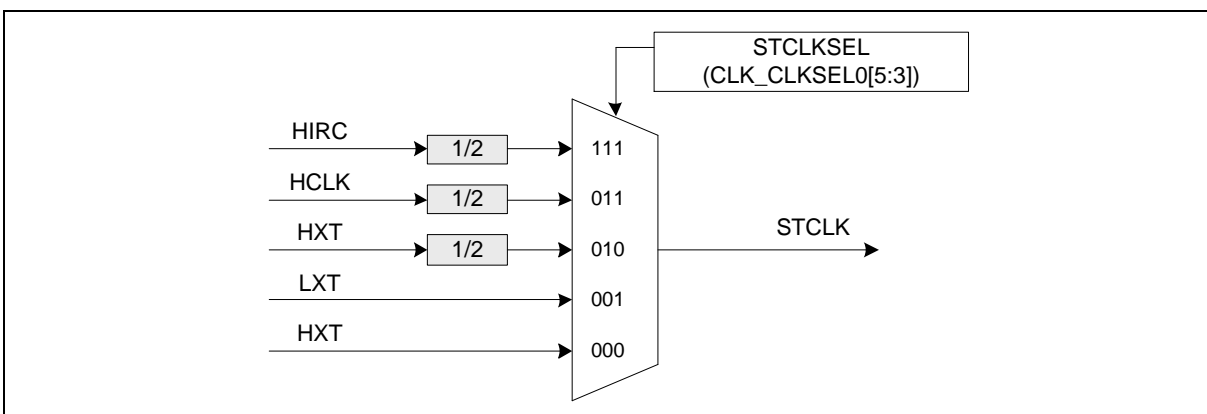 STCLKSEL
(CLK_CLKSEL0[5:3])
HIRC 1/2 111
HCLK 1/2 011
HXT 1/2 010 STCLK
LXT 001
HXT 000